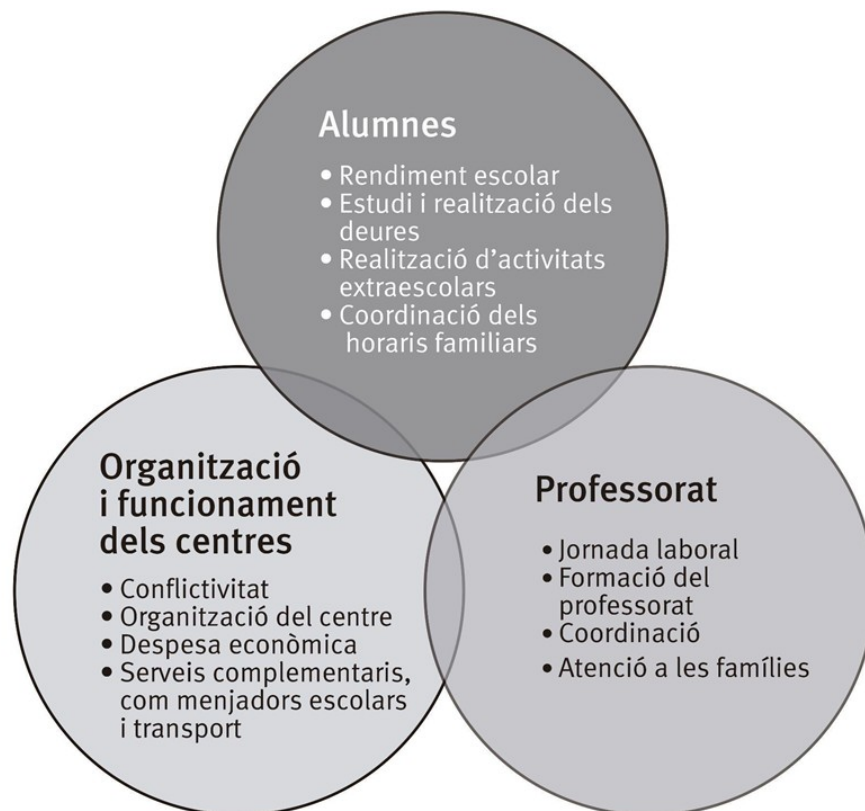 Alumnes
• Rendiment escolar
• Estudi i realització dels
deures
• Realització d’activitats
extraescolars
• Coordinació dels
horaris familiars
Organització
i funcionament
dels centres
• Conflictivitat
• Organització del centre
• Despesa econòmica
• Serveis complementaris,
com menjadors escolars
i transport
Professorat
• Jornada laboral
• Formació del
professorat
• Coordinació
• Atenció a les famílies